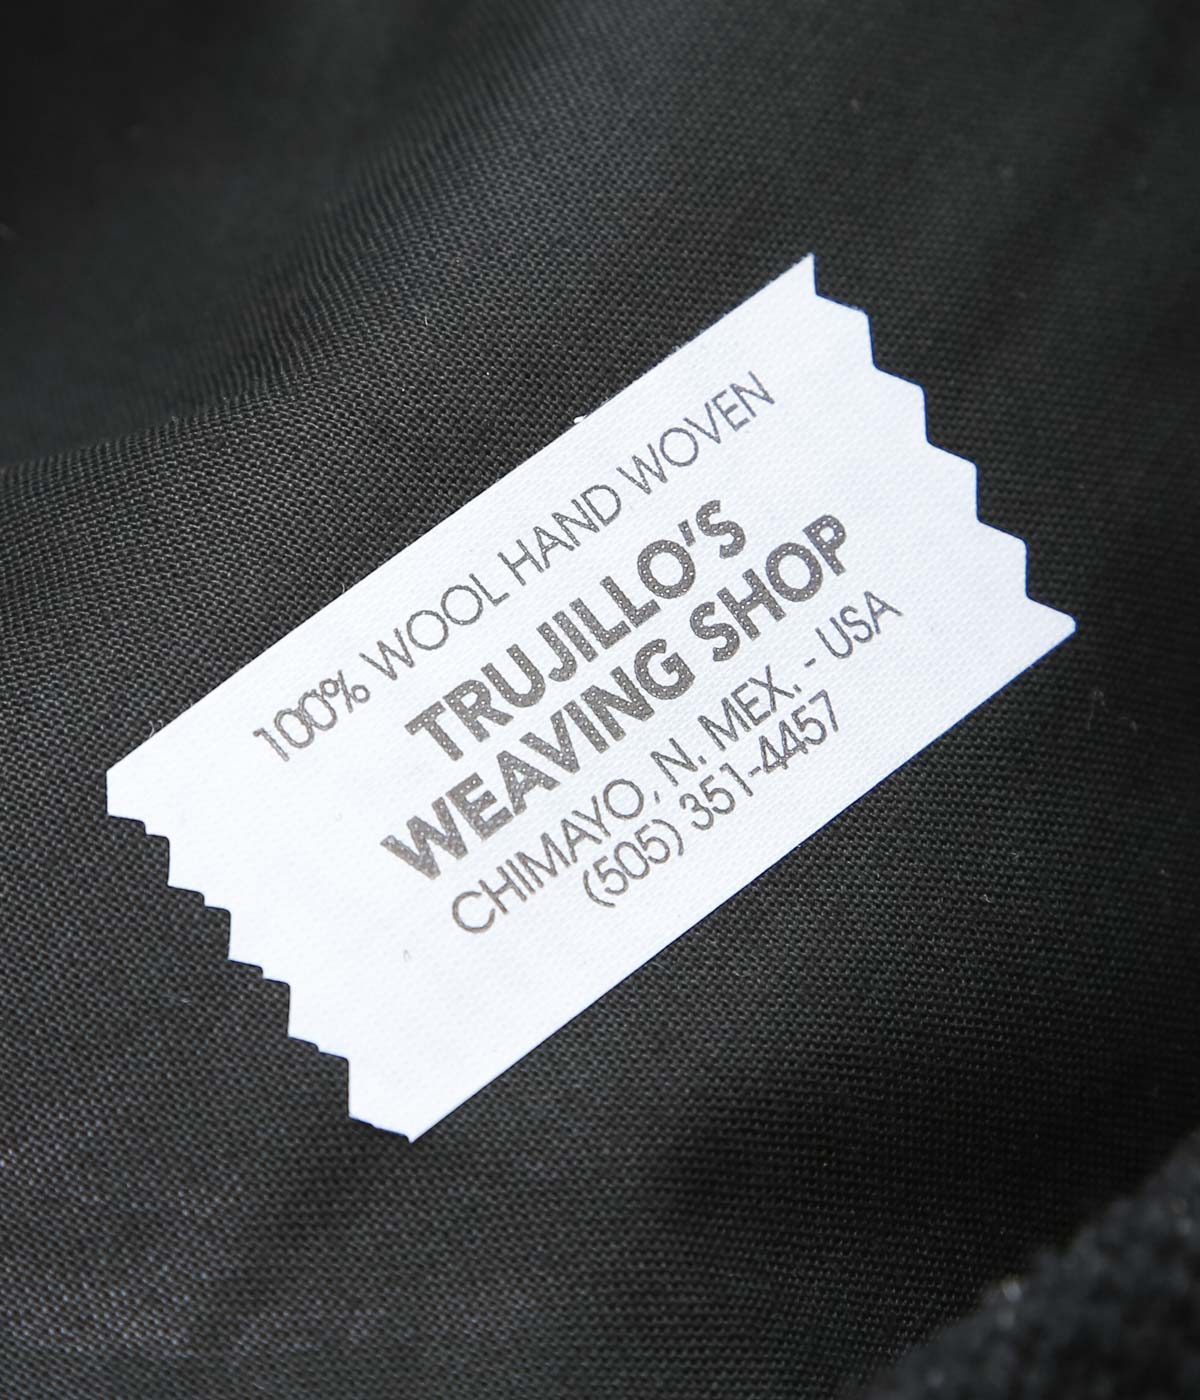 100% WOOL HAND WOVEN
TRUJILLO'S
WEAVING SHOP
CHIMAYO, N. MEX. - USA
(505) 351-4457